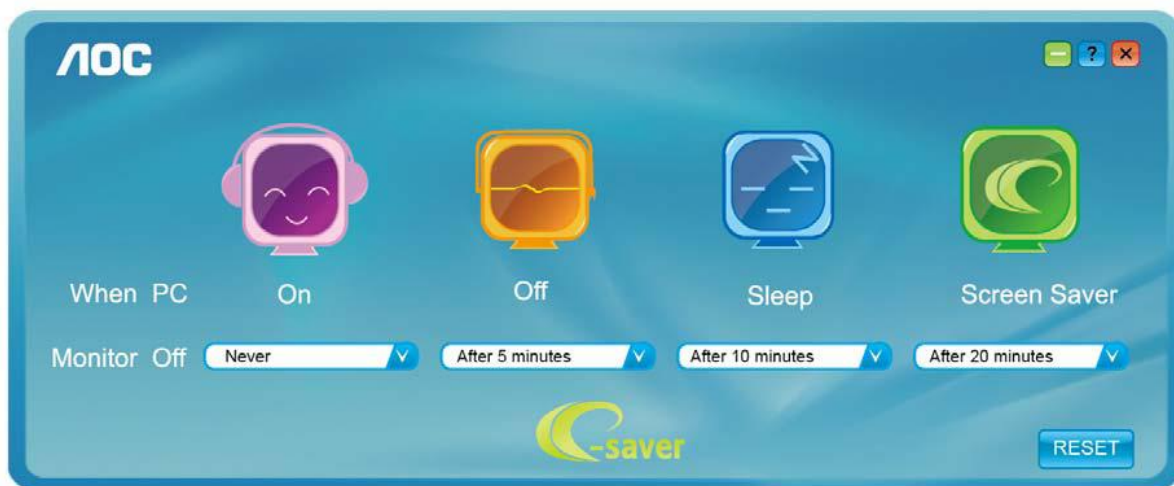 AOC
?
When PC On Off Sleep Screen Saver
Monitor Off Never After 5 minutes After 10 minutes After 20 minutes
e-saver
RESET